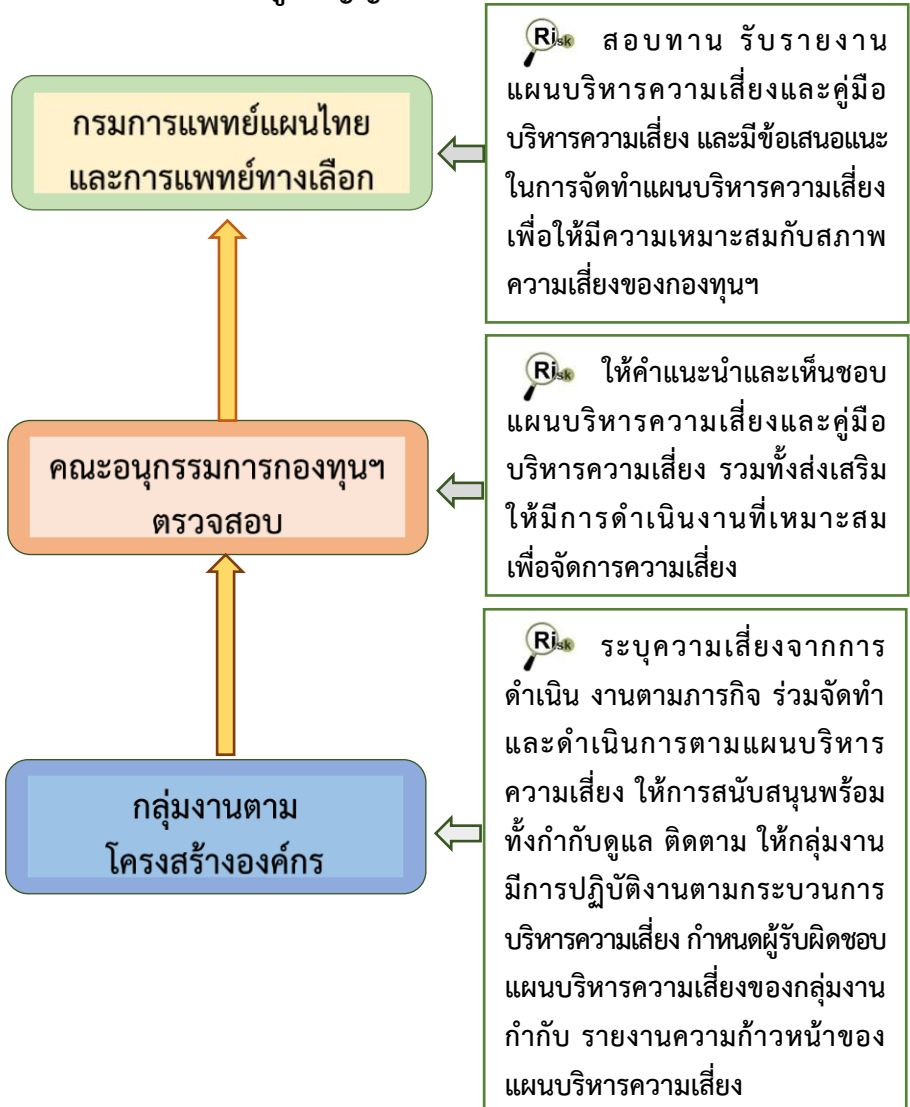 Risk สอบทาน รับรายงาน
แผนบริหารความเสี่ยงและคู่มือ
บริหารความเสี่ยง และมีข้อเสนอแนะ
ในการจัดทำแผนบริหารความเสี่ยง
เพื่อให้มีความเหมาะสมกับสภาพ
ความเสี่ยงของกองทุนฯ
กรมการแพทย์แผนไทย
และการแพทย์ทางเลือก
Risk ให้คำแนะนำและเห็นชอบ
แผนบริหารความเสี่ยงและคู่มือ
บริหารความเสี่ยง รวมทั้งส่งเสริม
ให้มีการดำเนินงานที่เหมาะสม
เพื่อจัดการความเสี่ยง
คณะอนุกรรมการกองทุนฯ
ตรวจสอบ
Risk ระบุความเสี่ยงจากการ
ดำเนิน งานตามภารกิจ ร่วมจัดทำ
และดำเนินการตามแผนบริหาร
ความเสี่ยง ให้การสนับสนุนพร้อม
ทั้งกำกับดูแล ติดตาม ให้กลุ่มงาน
มีการปฏิบัติงานตามกระบวนการ
บริหารความเสี่ยง กำหนดผู้รับผิดชอบ
แผนบริหารความเสี่ยงของกลุ่มงาน
กำกับ รายงานความก้าวหน้าของ
แผนบริหารความเสี่ยง
กลุ่มงานตาม
โครงสร้างองค์กร